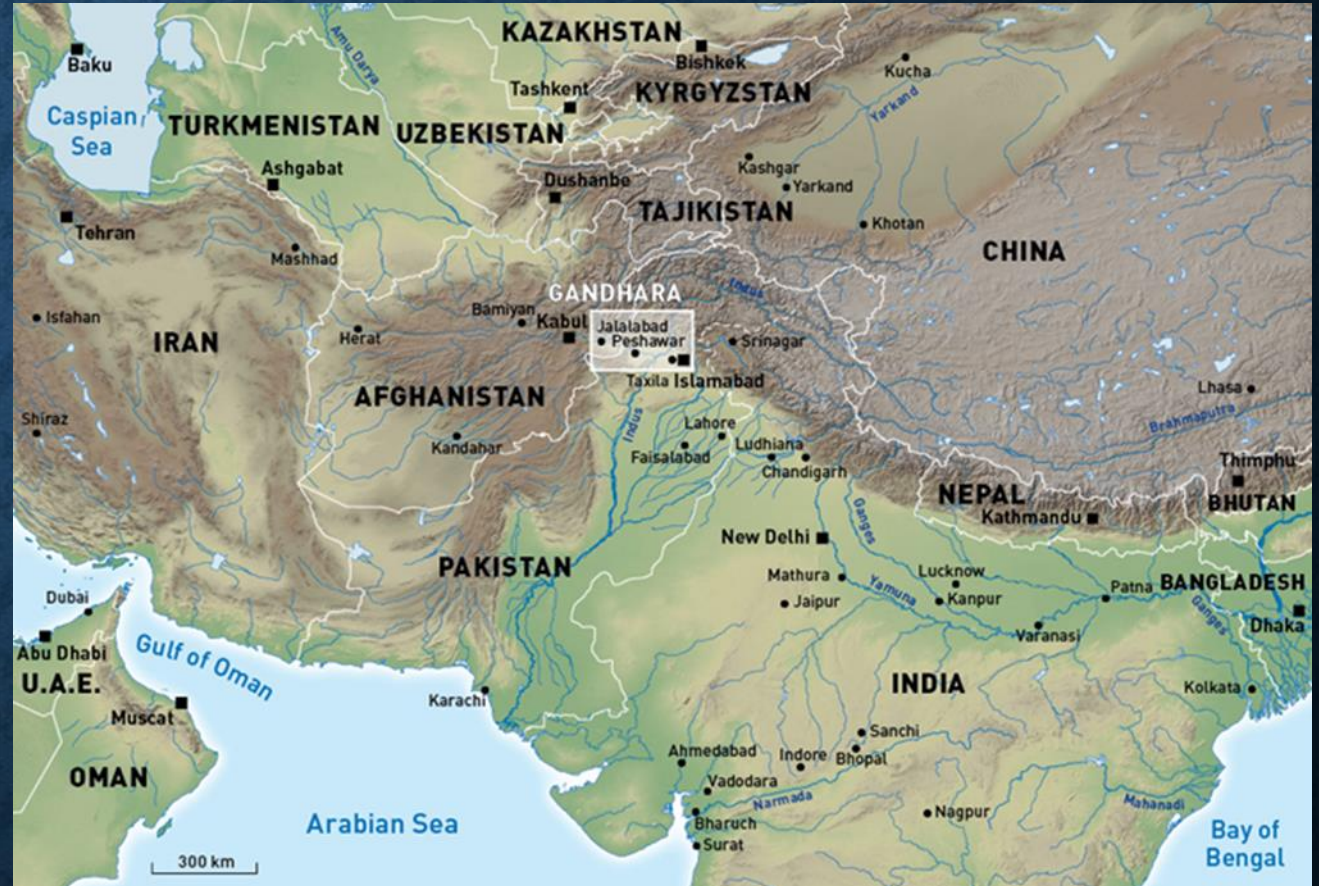 KAZAKHSTAN
Bishkek
Baku
Amu Darya
Kucha
Tashkent
KYRGYZSTAN
Yarkand
Caspian
Sea
TURKMENISTAN
UZBEKISTAN
Ashgabat
Kashgar
Yarkand
Dushanbe
TAJIKISTAN
Khotan
Tehran
Mashhad
CHINA
GANDHARA
Indus
Isfahan
Bamiyan
Kabul
Jalalabad
Peshawar
Srinagar
IRAN
Herat
Taxila
Islamabad
AFGHANISTAN
Lhasa
Brahmaputra
Shiraz
Indus
Lahore
Kandahar
Faisalabad
Ludhiana
Chandigarh
Thimphu
NEPAL
BHUTAN
Kathmandu
Ganges
New Delhi
PAKISTAN
Mathura
Yamuna
Lucknow
Patna
BANGLADESH
Dubai
Jaipur
Kanpur
Ganges
Varanasi
Dhaka
Abu Dhabi
Gulf of Oman
U.A.E.
INDIA
Karachi
Kolkata
Muscat
Sanchi
Ahmedabad
Indore
Bhopal
OMAN
Vadodara
Narmada
Mahanadi
Nagpur
Arabian Sea
Bharuch
Surat
Bay of
Bengal
300 km